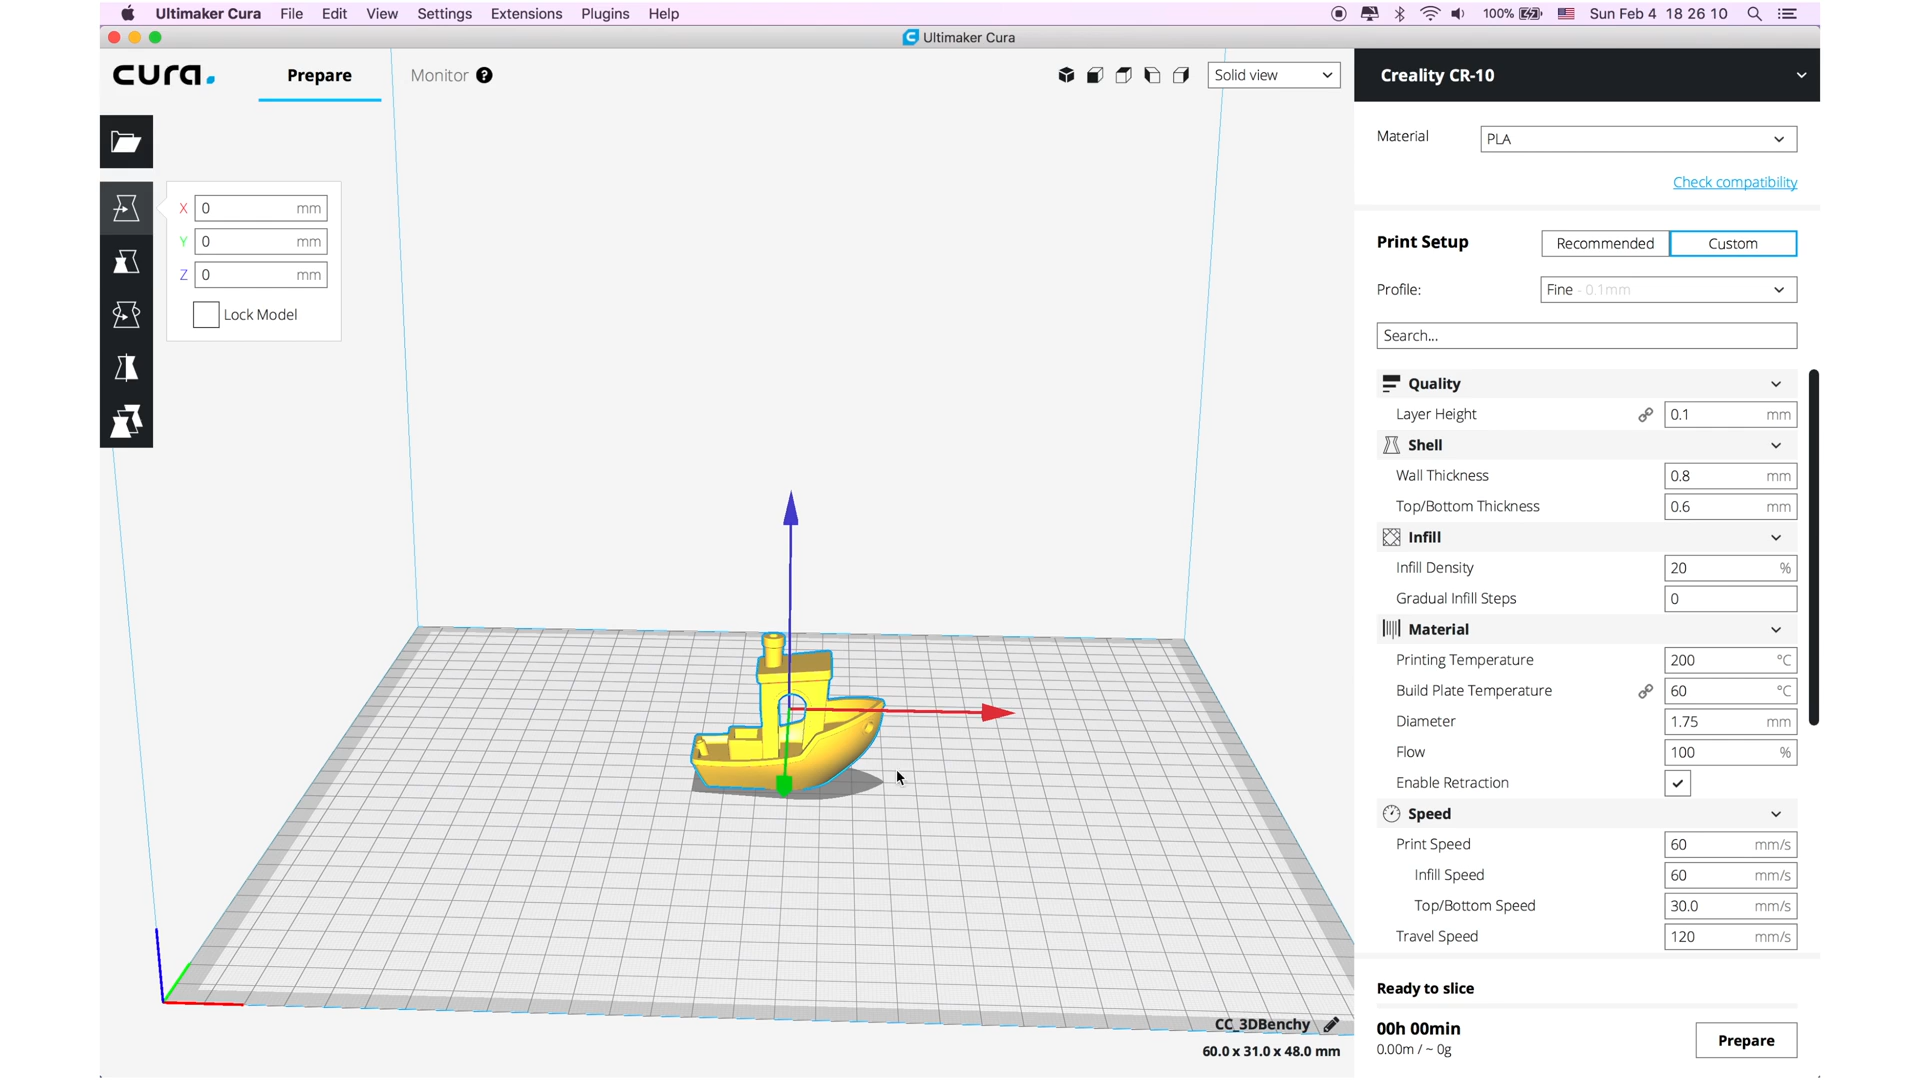 Ultimaker Cura File Edit View Settings Extensions Plugins Help 100% Sun Feb 4 18 26 10
Ultimaker Cura
cura. Prepare Monitor ? Solid view
Creality CR-10
Material PLA
Check compatibility
X 0 mm
Y 0 mm
Z 0 mm
Lock Model
Print Setup Recommended Custom
Profile: Fine - 0.1mm
Search...
Quality
Layer Height 0.1 mm
Shell
Wall Thickness 0.8 mm
Top/Bottom Thickness 0.6 mm
Infill
Infill Density 20 %
Gradual Infill Steps 0
Material
Printing Temperature 200 °C
Build Plate Temperature 60 °C
Diameter 1.75 mm
Flow 100 %
Enable Retraction
Speed
Print Speed 60 mm/s
Infill Speed 60 mm/s
Top/Bottom Speed 30.0 mm/s
Travel Speed 120 mm/s
Ready to slice
00h 00min
0.00m / ~ 0g
Prepare
CC_3DBenchy
60.0 x 31.0 x 48.0 mm